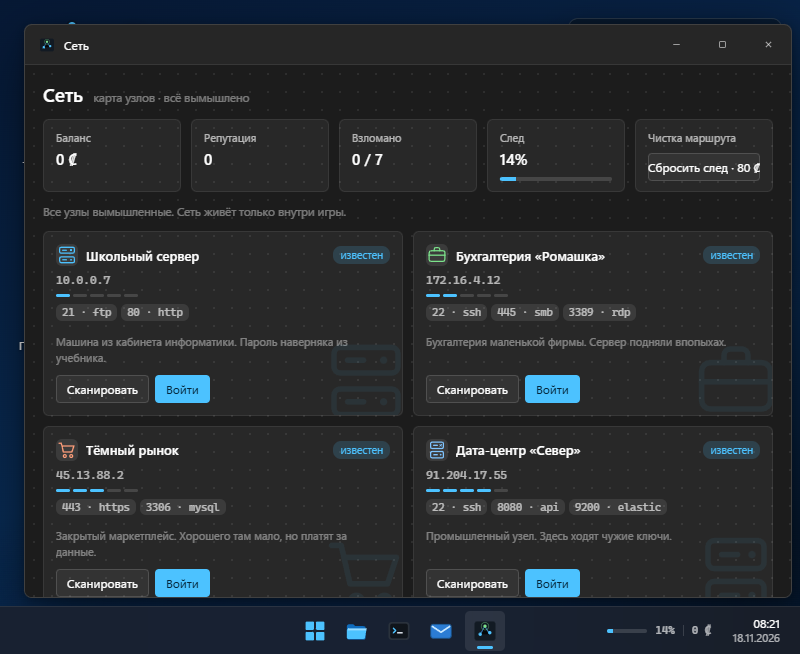 Сеть
Сеть карта узлов · всё вымышлено
Баланс
0 ₡
Репутация
0
Взломано
0 / 7
След
14%
Чистка маршрута
Сбросить след · 80 ₡
Все узлы вымышленные. Сеть живёт только внутри игры.
Школьный сервер
известен
10.0.0.7
21 · ftp 80 · http
Машина из кабинета информатики. Пароль наверняка из
учебника.
Сканировать Войти
Бухгалтерия «Ромашка»
известен
172.16.4.12
22 · ssh 445 · smb 3389 · rdp
Бухгалтерия маленькой фирмы. Сервер подняли впопыхах.
Сканировать Войти
Тёмный рынок
известен
45.13.88.2
443 · https 3306 · mysql
Закрытый маркетплейс. Хорошего там мало, но платят за
данные.
Сканировать Войти
Дата-центр «Север»
известен
91.204.17.55
22 · ssh 8080 · api 9200 · elastic
Промышленный узел. Здесь ходят чужие ключи.
Сканировать Войти
14% 0 ₡
08:21
18.11.2026